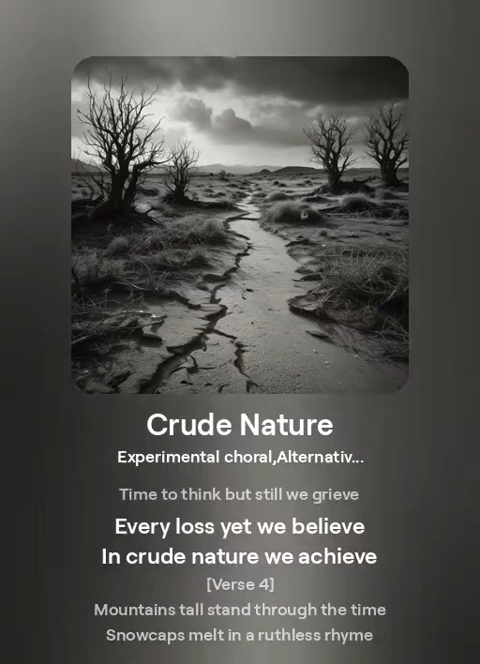 Crude Nature
Experimental choral,Alternativ...
Time to think but still we grieve
Every loss yet we believe
In crude nature we achieve
[Verse 4]
Mountains tall stand through the time
Snowcaps melt in a ruthless rhyme